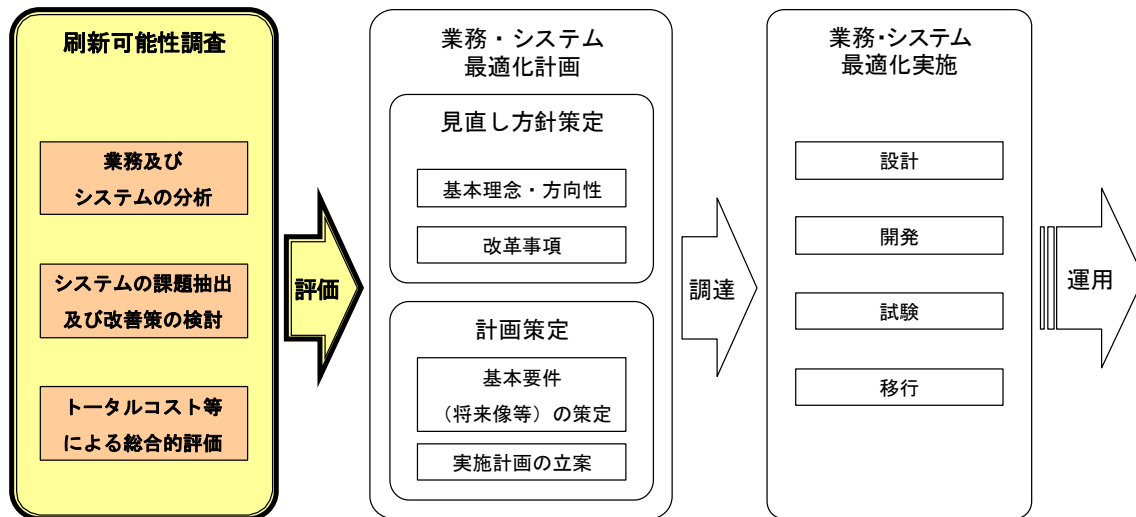 刷新可能性調査
業務及び
システムの分析
システムの課題抽出
及び改善策の検討
トータルコスト等
による総合的評価
評価
業務・システム
最適化計画
見直し方針策定
基本理念・方向性
改革事項
計画策定
基本要件
（将来像等）の策定
実施計画の立案
調達
業務・システム
最適化実施
設計
開発
試験
移行
運用